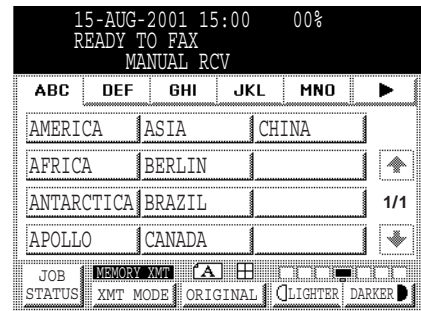 15-AUG-2001 15:00 00%
READY TO FAX
MANUAL RCV
ABC DEF GHI JKL MNO
AMERICA ASIA CHINA
AFRICA BERLIN
ANTARCTICA BRAZIL 1/1
APOLLO CANADA
JOB STATUS MEMORY XMT A
XMT MODE ORIGINAL LIGHTER DARKER